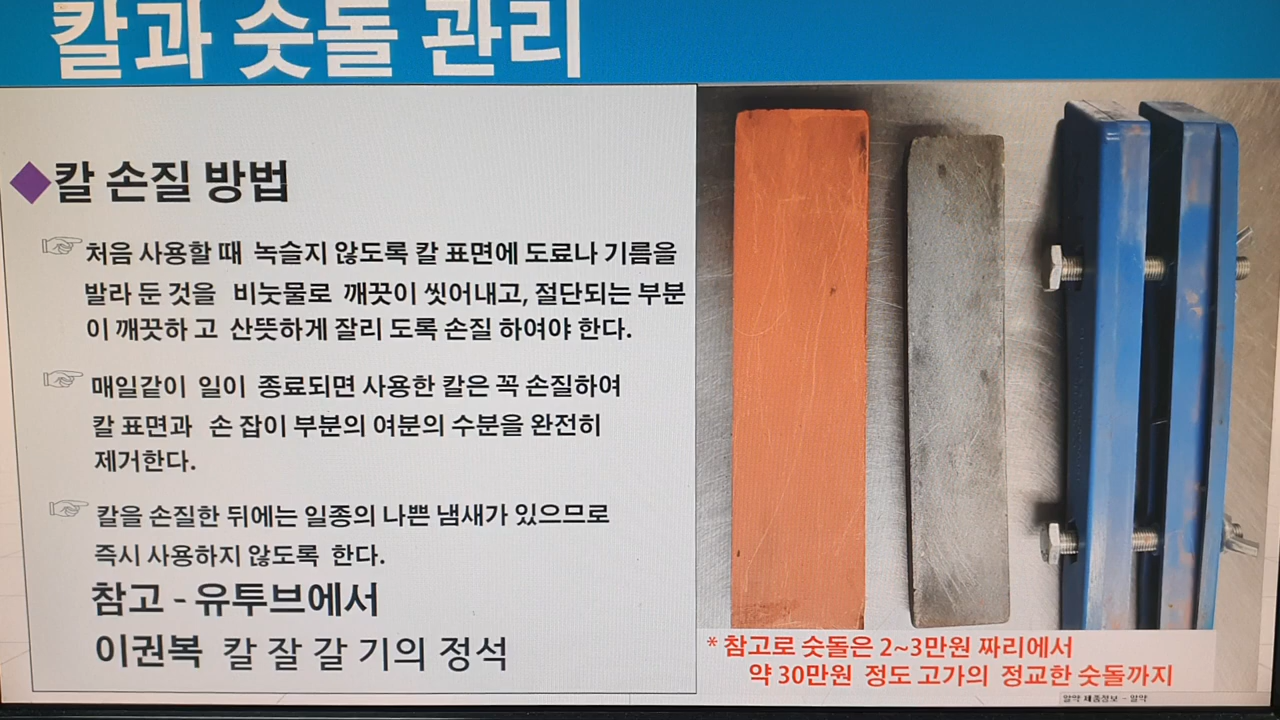 칼과 숫돌 관리
◆칼 손질 방법
☞ 처음 사용할 때 녹슬지 않도록 칼 표면에 도료나 기름을
발라 둔 것을 비눗물로 깨끗이 씻어내고, 절단되는 부분
이 깨끗하 고 산뜻하게 잘리 도록 손질 하여야 한다.
☞ 매일같이 일이 종료되면 사용한 칼은 꼭 손질하여
칼 표면과 손 잡이 부분의 여분의 수분을 완전히
제거한다.
☞ 칼을 손질한 뒤에는 일종의 나쁜 냄새가 있으므로
즉시 사용하지 않도록 한다.
참고 - 유투브에서
이권복 칼 잘 갈 기의 정석
* 참고로 숫돌은 2~3만원 짜리에서
약 30만원 정도 고가의 정교한 숫돌까지
알약 제품정보 - 알약